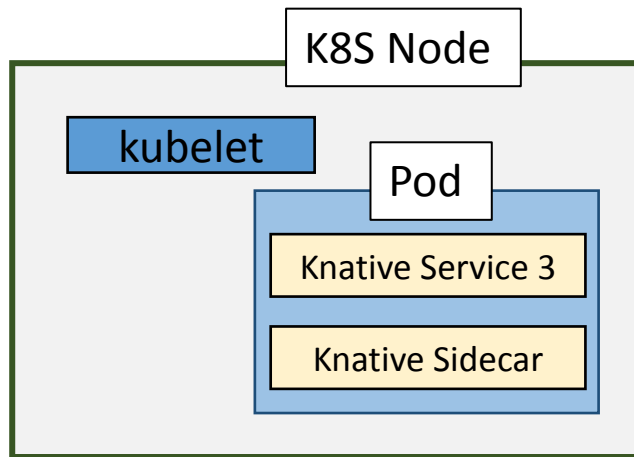 K8S Node
kubelet
Pod
Knative Service 3
Knative Sidecar